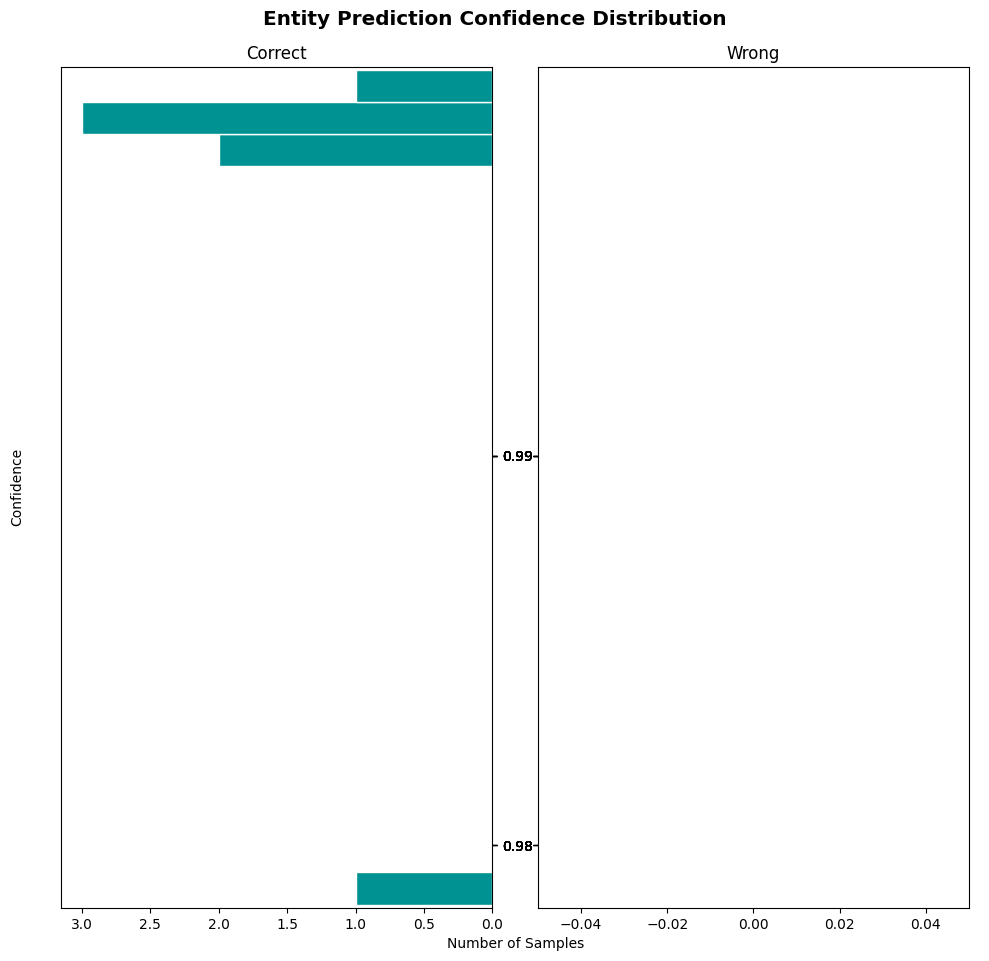 Entity Prediction Confidence Distribution
Correct
Wrong
Confidence
0.99
0.98
3.0 2.5 2.0 1.5 1.0 0.5 0.0
−0.04 −0.02 0.00 0.02 0.04
Number of Samples